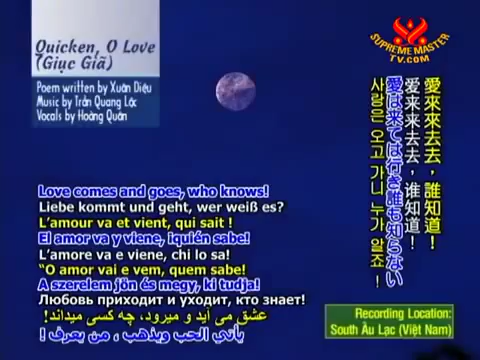 Quicken, O Love
(Giục Giã)
Poem written by Xuân Diệu
Music by Trần Quang Lộc
Vocals by Hoàng Quân
SUPREME MASTER
TV.COM
愛來來去去，誰知道！
爱来来去去，谁知道！
愛は来ては行き誰も知らない
사랑은 오고 가니 누가 알죠!
Love comes and goes, who knows!
Liebe kommt und geht, wer weiß es?
L'amour va et vient, qui sait !
El amor va y viene, ¡quién sabe!
L'amore va e viene, chi lo sa!
"O amor vai e vem, quem sabe!
A szerelem jön és megy, ki tudja!
Любовь приходит и уходит, кто знает!
عشق می آید و میرود، چه کسی میداند!
يأتي الحب ويذهب ، من يعرف !
Recording Location:
South Âu Lạc (Việt Nam)